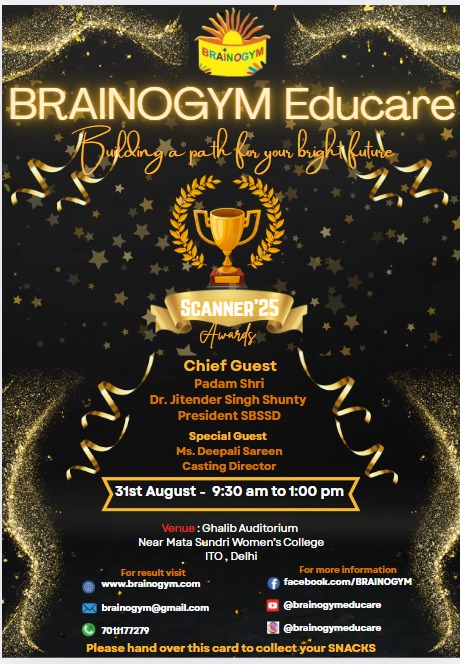 BRAINOGYM
BRAINOGYM Educare
Building a path for your bright future
SCANNER'25
Awards
Chief Guest
Padam Shri
Dr. Jitender Singh Shunty
President SBSSD
Special Guest
Ms. Deepali Sareen
Casting Director
31st August - 9:30 am to 1:00 pm
Venue : Ghalib Auditorium
Near Mata Sundri Women's College
ITO , Delhi
For result visit
www.brainogym.com
brainogym@gmail.com
For more information
facebook.com/BRAINOGYM
@brainogymeducare
@brainogymeducare
Please hand over this card to collect your SNACKS